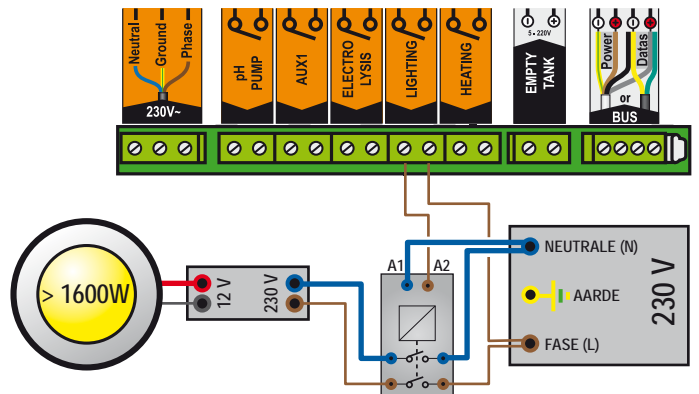 Neutral
Ground
Phase
230V~
pH
PUMP
AUX1
ELECTRO
LYSIS
LIGHTING
HEATING
5 - 220V
EMPTY
TANK
Power
Datas
or
BUS
> 1600W
12 V
230 V
A1
A2
NEUTRALE (N)
AARDE
FASE (L)
230 V